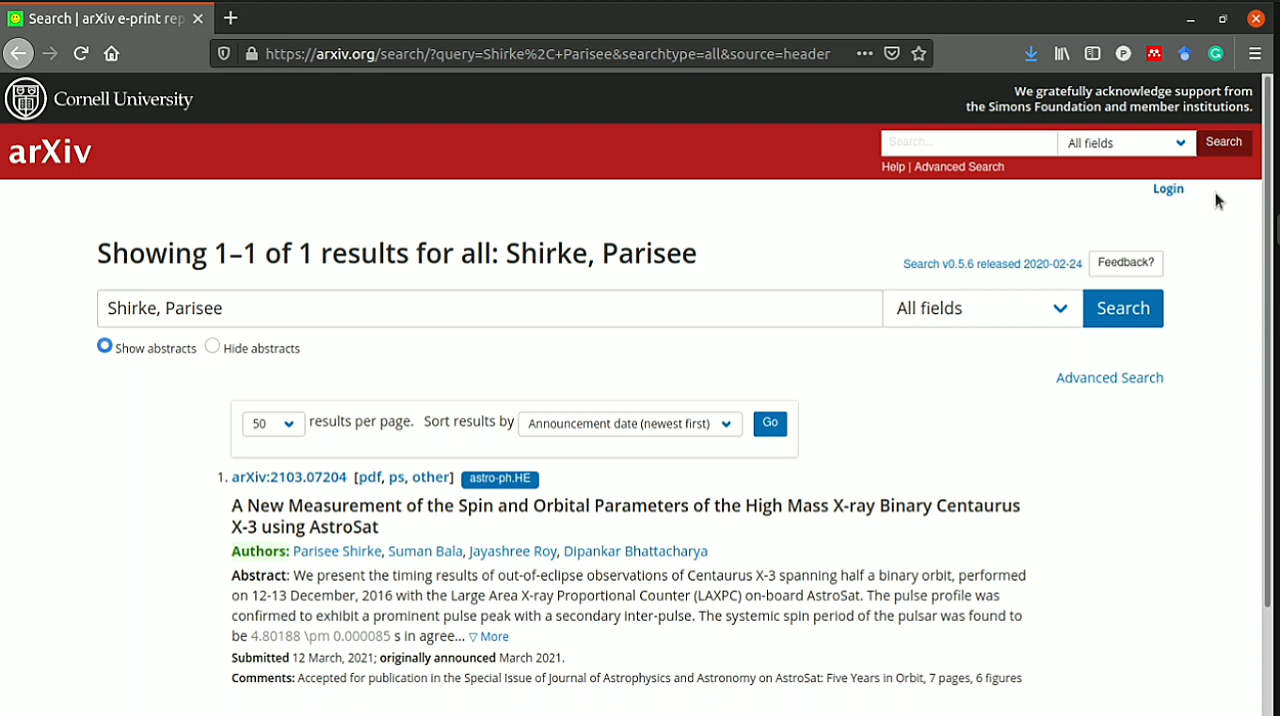 Search | arXiv e-print rep
https://arxiv.org/search/?query=Shirke%2C+Parisee&searchtype=all&source=header
Cornell University
We gratefully acknowledge support from
the Simons Foundation and member institutions.
arXiv
Search...
All fields
Search
Help | Advanced Search
Login
Showing 1–1 of 1 results for all: Shirke, Parisee
Search v0.5.6 released 2020-02-24
Feedback?
Shirke, Parisee
All fields
Search
Show abstracts
Hide abstracts
Advanced Search
50 results per page. Sort results by Announcement date (newest first) Go
1. arXiv:2103.07204 [pdf, ps, other] astro-ph.HE
A New Measurement of the Spin and Orbital Parameters of the High Mass X-ray Binary Centaurus
X-3 using AstroSat
Authors: Parisee Shirke, Suman Bala, Jayashree Roy, Dipankar Bhattacharya
Abstract: We present the timing results of out-of-eclipse observations of Centaurus X-3 spanning half a binary orbit, performed
on 12-13 December, 2016 with the Large Area X-ray Proportional Counter (LAXPC) on-board AstroSat. The pulse profile was
confirmed to exhibit a prominent pulse peak with a secondary inter-pulse. The systemic spin period of the pulsar was found to
be 4.80188 \pm 0.000085 s in agree... ▽ More
Submitted 12 March, 2021; originally announced March 2021.
Comments: Accepted for publication in the Special Issue of Journal of Astrophysics and Astronomy on AstroSat: Five Years in Orbit, 7 pages, 6 figures